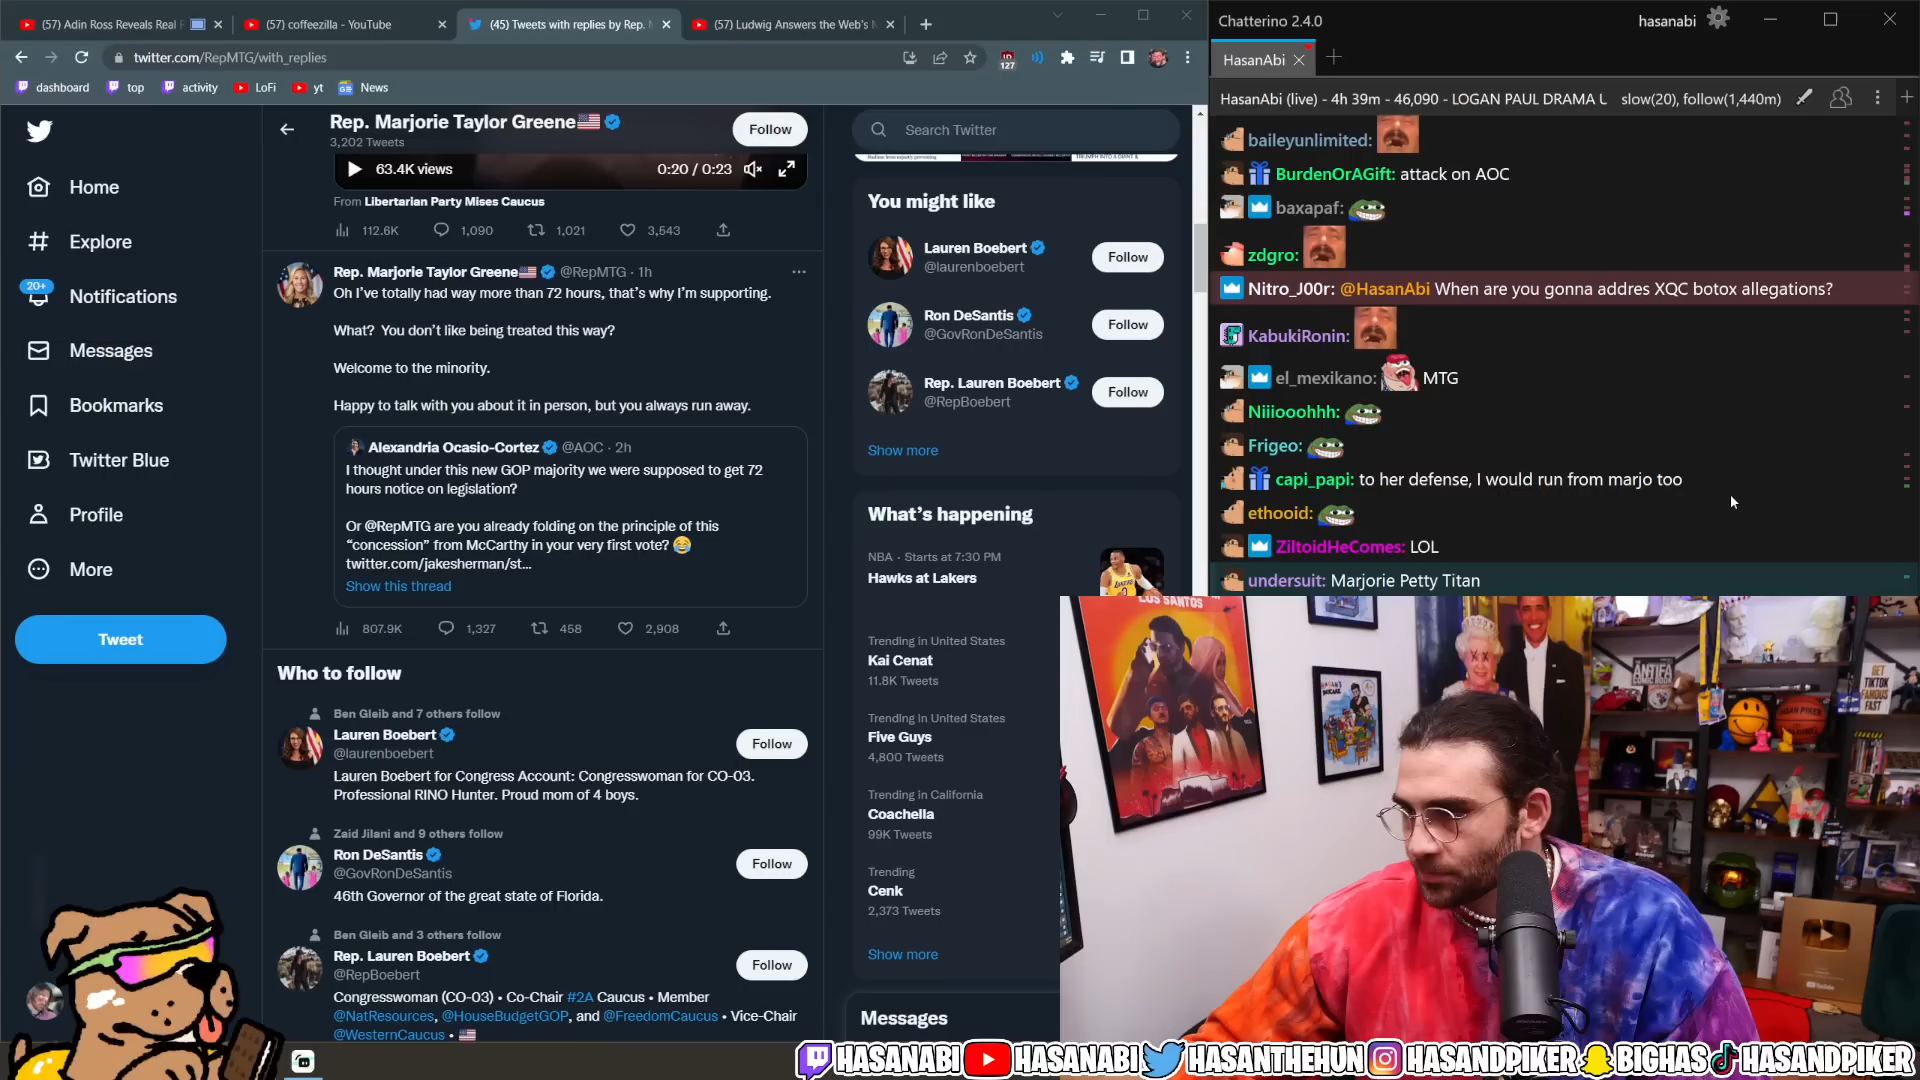 (57) Adin Ross Reveals Real
(57) coffeezilla - YouTube
(45) Tweets with replies by Rep.
(57) Ludwig Answers the Web's
Chatterino 2.4.0
hasanabi
twitter.com/RepMTG/with_replies
127
HasanAbi
dashboard
top
activity
LoFi
yt
News
HasanAbi (live) - 4h 39m - 46,090 - LOGAN PAUL DRAMA U
slow(20), follow(1,440m)
Rep. Marjorie Taylor Greene
3,202 Tweets
Follow
Search Twitter
63.4K views
0:20 / 0:23
From Libertarian Party Mises Caucus
112.6K
1,090
1,021
3,543
Home
Explore
20+
Notifications
Messages
Bookmarks
Twitter Blue
Profile
More
Tweet
Rep. Marjorie Taylor Greene @RepMTG · 1h
Oh I've totally had way more than 72 hours, that's why I'm supporting.
What? You don't like being treated this way?
Welcome to the minority.
Happy to talk with you about it in person, but you always run away.
Alexandria Ocasio-Cortez @AOC · 2h
I thought under this new GOP majority we were supposed to get 72
hours notice on legislation?
Or @RepMTG are you already folding on the principle of this
“concession” from McCarthy in your very first vote? 😂
twitter.com/jakesherman/st...
Show this thread
807.9K
1,327
458
2,908
Who to follow
Ben Gleib and 7 others follow
Lauren Boebert
@laurenboebert
Follow
Lauren Boebert for Congress Account: Congresswoman for CO-03.
Professional RINO Hunter. Proud mom of 4 boys.
Zaid Jilani and 9 others follow
Ron DeSantis
@GovRonDeSantis
Follow
46th Governor of the great state of Florida.
Ben Gleib and 3 others follow
Rep. Lauren Boebert
@RepBoebert
Follow
Congresswoman (CO-03) • Co-Chair #2A Caucus • Member
@NatResources, @HouseBudgetGOP, and @FreedomCaucus • Vice-Chair
@WesternCaucus •
You might like
Lauren Boebert
@laurenboebert
Follow
Ron DeSantis
@GovRonDeSantis
Follow
Rep. Lauren Boebert
@RepBoebert
Follow
Show more
What's happening
NBA · Starts at 7:30 PM
Hawks at Lakers
Trending in United States
Kai Cenat
11.8K Tweets
Trending in United States
Five Guys
4,800 Tweets
Trending in California
Coachella
99K Tweets
Trending
Cenk
2,373 Tweets
Show more
Messages
baileyunlimited:
BurdenOrAGift: attack on AOC
baxapaf:
zdgro:
Nitro_J00r: @HasanAbi When are you gonna addres XQC botox allegations?
KabukiRonin:
el_mexikano: MTG
Niiiooohhh:
Frigeo:
capi_papi: to her defense, I would run from marjo too
ethooid:
ZiltoidHeComes: LOL
undersuit: Marjorie Petty Titan
LOS SANTOS
ANTIFA
GET
TIKTOK
FAMOUS
FAST
HASANABI
HASANABI
HASANTHEHUN
HASANDPIKER
BIGHAS
HASANDPIKER